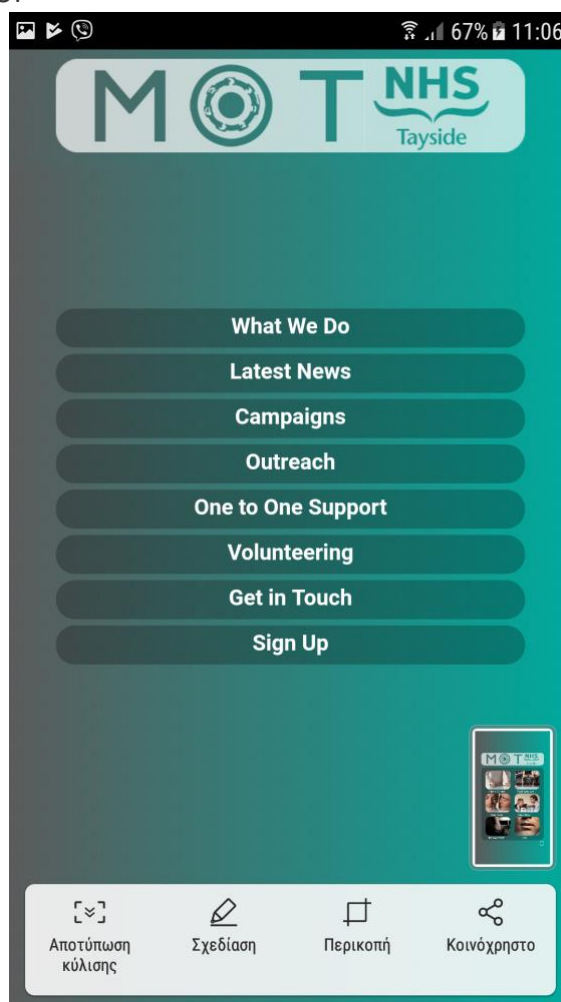 67% 11:06
M O T NHS
Tayside
What We Do
Latest News
Campaigns
Outreach
One to One Support
Volunteering
Get in Touch
Sign Up
M O T NHS
Αποτύπωση κύλισης
Σχεδίαση
Περικοπή
Κοινόχρηστο